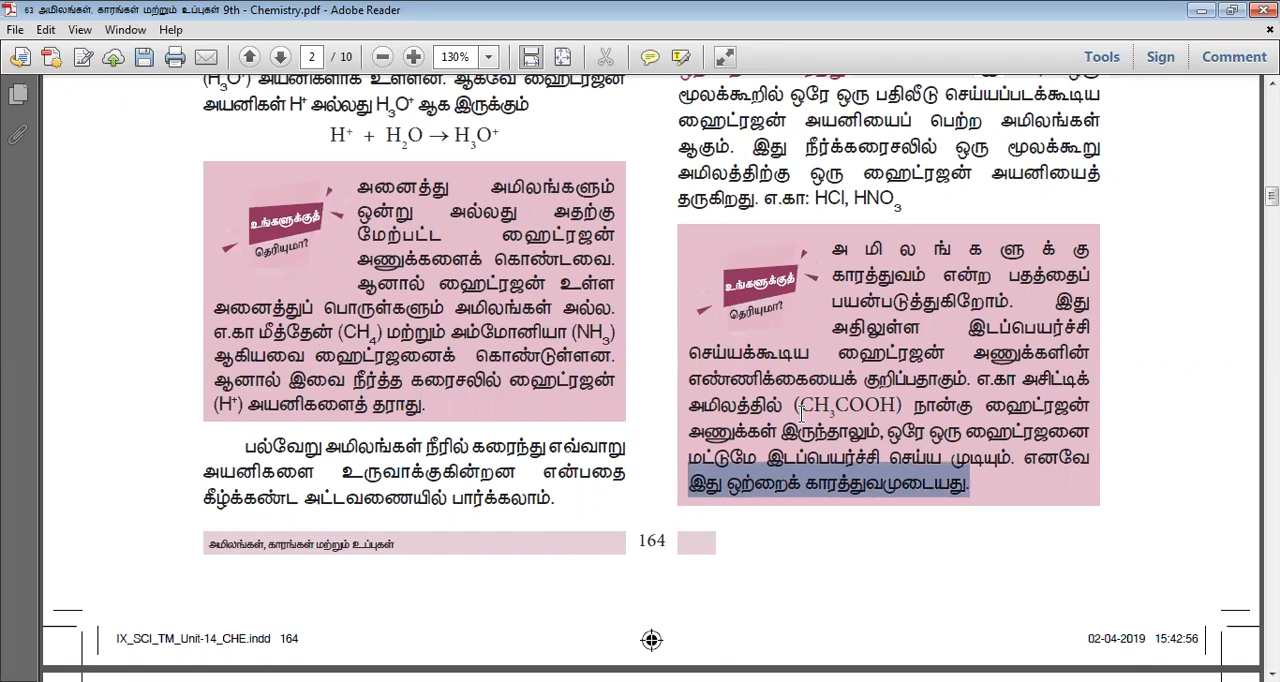 63 அமிலங்கள், காரங்கள் மற்றும் உப்புகள் 9th - Chemistry.pdf - Adobe Reader
File Edit View Window Help
2 / 10 130% Tools Sign Comment
(H3O+) அயனிகளாக உள்ளன. ஆகவே ஹைட்ரஜன்
அயனிகள் H+ அல்லது H3O+ ஆக இருக்கும்
H+ + H2O → H3O+
உங்களுக்குத்
தெரியுமா?
அனைத்து அமிலங்களும்
ஒன்று அல்லது அதற்கு
மேற்பட்ட ஹைட்ரஜன்
அணுக்களைக் கொண்டவை.
ஆனால் ஹைட்ரஜன் உள்ள
அனைத்துப் பொருள்களும் அமிலங்கள் அல்ல.
எ.கா மீத்தேன் (CH4) மற்றும் அம்மோனியா (NH3)
ஆகியவை ஹைட்ரஜனைக் கொண்டுள்ளன.
ஆனால் இவை நீர்த்த கரைசலில் ஹைட்ரஜன்
(H+) அயனிகளைத் தராது.
பல்வேறு அமிலங்கள் நீரில் கரைந்து எவ்வாறு
அயனிகளை உருவாக்குகின்றன என்பதை
கீழ்க்கண்ட அட்டவணையில் பார்க்கலாம்.
மூலக்கூறில் ஒரே ஒரு பதிலீடு செய்யப்படக்கூடிய
ஹைட்ரஜன் அயனியைப் பெற்ற அமிலங்கள்
ஆகும். இது நீர்க்கரைசலில் ஒரு மூலக்கூறு
அமிலத்திற்கு ஒரு ஹைட்ரஜன் அயனியைத்
தருகிறது. எ.கா: HCl, HNO3
உங்களுக்குத்
தெரியுமா?
அ மி ல ங் க ளு க் கு
காரத்துவம் என்ற பதத்தைப்
பயன்படுத்துகிறோம். இது
அதிலுள்ள இடப்பெயர்ச்சி
செய்யக்கூடிய ஹைட்ரஜன் அணுக்களின்
எண்ணிக்கையைக் குறிப்பதாகும். எ.கா அசிட்டிக்
அமிலத்தில் (CH3COOH) நான்கு ஹைட்ரஜன்
அணுக்கள் இருந்தாலும், ஒரே ஒரு ஹைட்ரஜனை
மட்டுமே இடப்பெயர்ச்சி செய்ய முடியும். எனவே
இது ஒற்றைக் காரத்துவமுடையது.
அமிலங்கள், காரங்கள் மற்றும் உப்புகள்
164
IX_SCI_TM_Unit-14_CHE.indd 164
02-04-2019 15:42:56